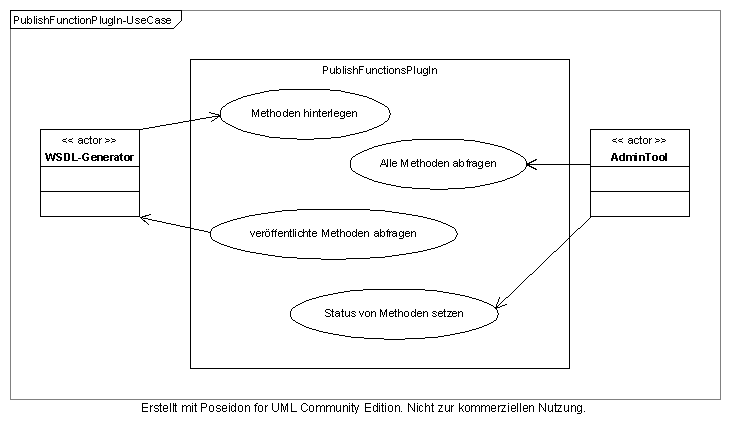 PublishFunctionPlugIn-UseCase
PublishFunctionsPlugIn
Methoden hinterlegen
<< actor >>
WSDL-Generator
<< actor >>
AdminTool
Alle Methoden abfragen
veröffentlichte Methoden abfragen
Status von Methoden setzen
Erstellt mit Poseidon for UML Community Edition. Nicht zur kommerziellen Nutzung.